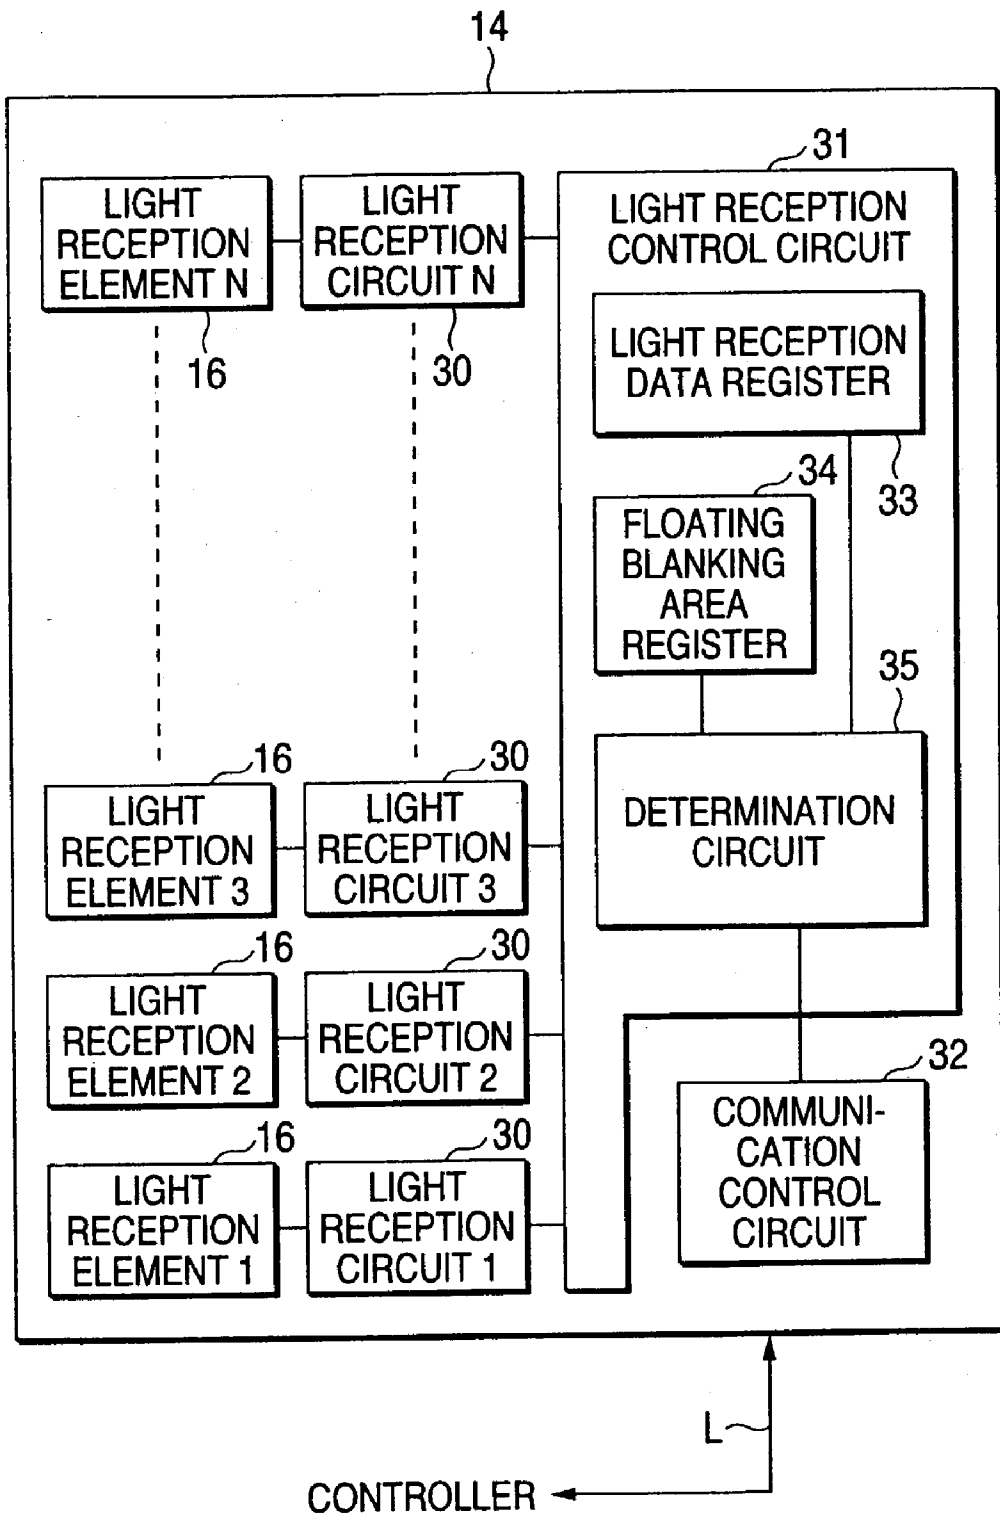 14
31
LIGHT
RECEPTION
ELEMENT N
LIGHT
RECEPTION
CIRCUIT N
LIGHT RECEPTION
CONTROL CIRCUIT
16
30
LIGHT RECEPTION
DATA REGISTER
33
34
FLOATING
BLANKING
AREA
REGISTER
35
16
30
LIGHT
RECEPTION
ELEMENT 3
LIGHT
RECEPTION
CIRCUIT 3
DETERMINATION
CIRCUIT
16
30
LIGHT
RECEPTION
ELEMENT 2
LIGHT
RECEPTION
CIRCUIT 2
32
COMMUNI-
CATION
CONTROL
CIRCUIT
16
30
LIGHT
RECEPTION
ELEMENT 1
LIGHT
RECEPTION
CIRCUIT 1
L
CONTROLLER